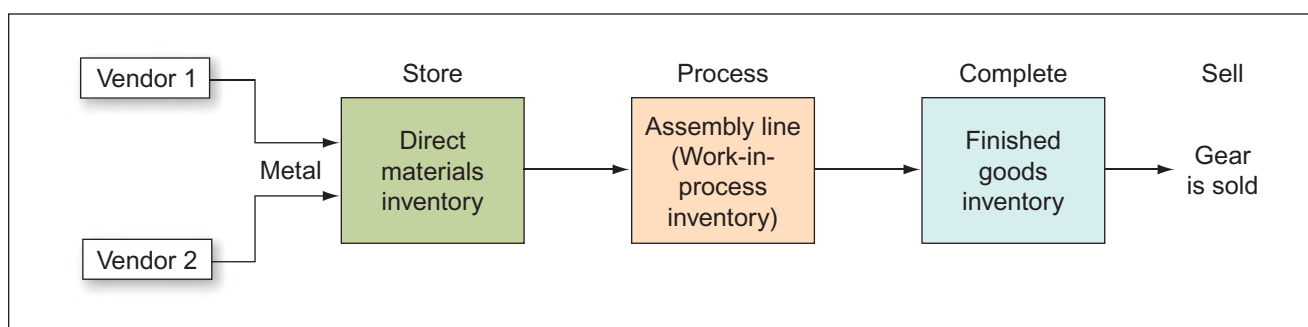 Vendor 1
Vendor 2
Metal
Store
Direct
materials
inventory
Process
Assembly line
(Work-in-
process
inventory)
Complete
Finished
goods
inventory
Sell
Gear
is sold